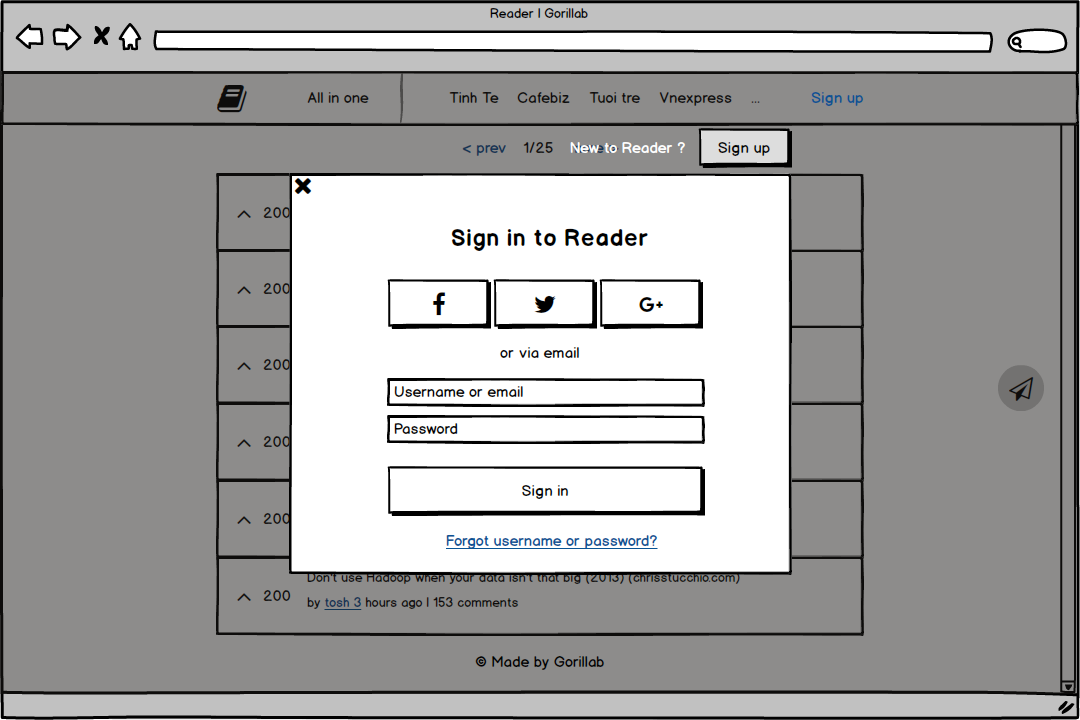 Reader | Gorillab
All in one Tinh Te Cafebiz Tuoi tre Vnexpress ... Sign up
< prev 1/25 New to Reader ? Sign up
200
Sign in to Reader
200
f G+
or via email
200
Username or email
Password
200
Sign in
200
Forgot username or password?
Don't use Hadoop when your data isn't that big (2013) (chrisstucchio.com)
200
by tosh 3 hours ago | 153 comments
© Made by Gorillab